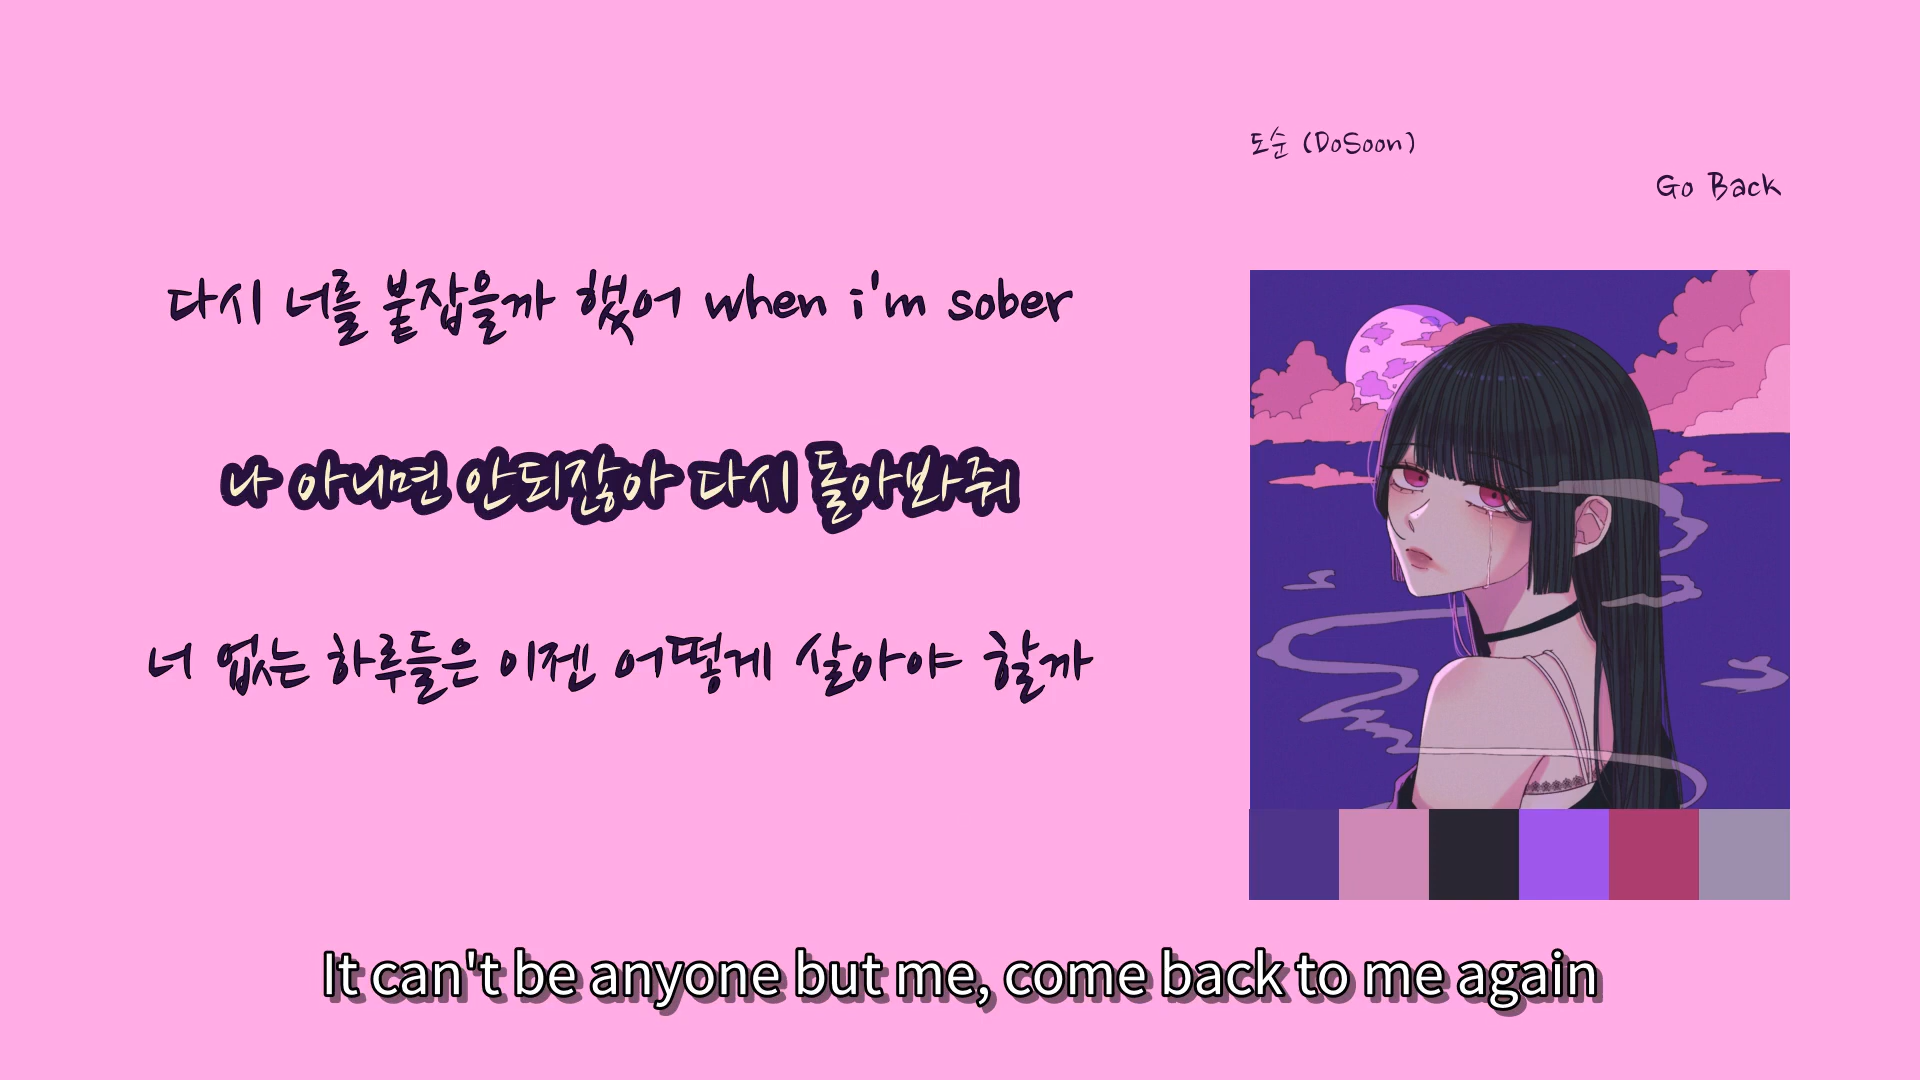 도순 (DoSoon)
Go Back
다시 너를 붙잡을까 했어 when i'm sober
나 아니면 안되잖아 다시 돌아봐줘
너 없는 하루들은 이젠 어떻게 살아야 할까
It can't be anyone but me, come back to me again